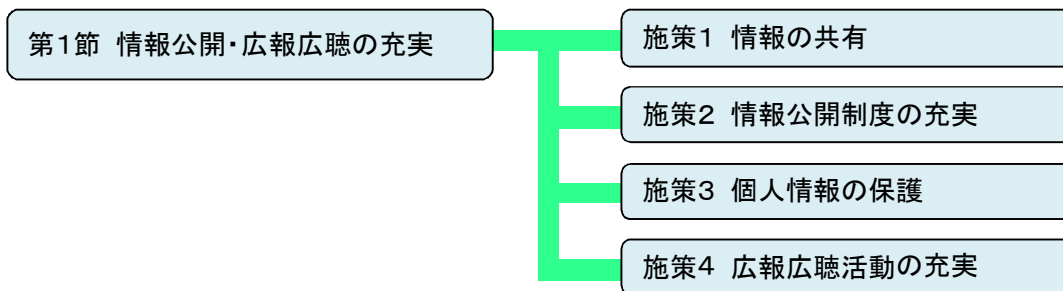 第1節 情報公開・広報広聴の充実
施策1 情報の共有
施策2 情報公開制度の充実
施策3 個人情報の保護
施策4 広報広聴活動の充実